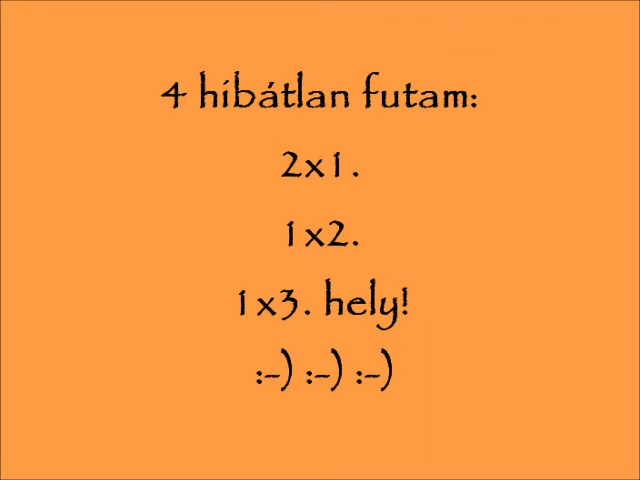 4 hibátlan futam:
2x1.
1x2.
1x3. hely!
:-) :-) :-)